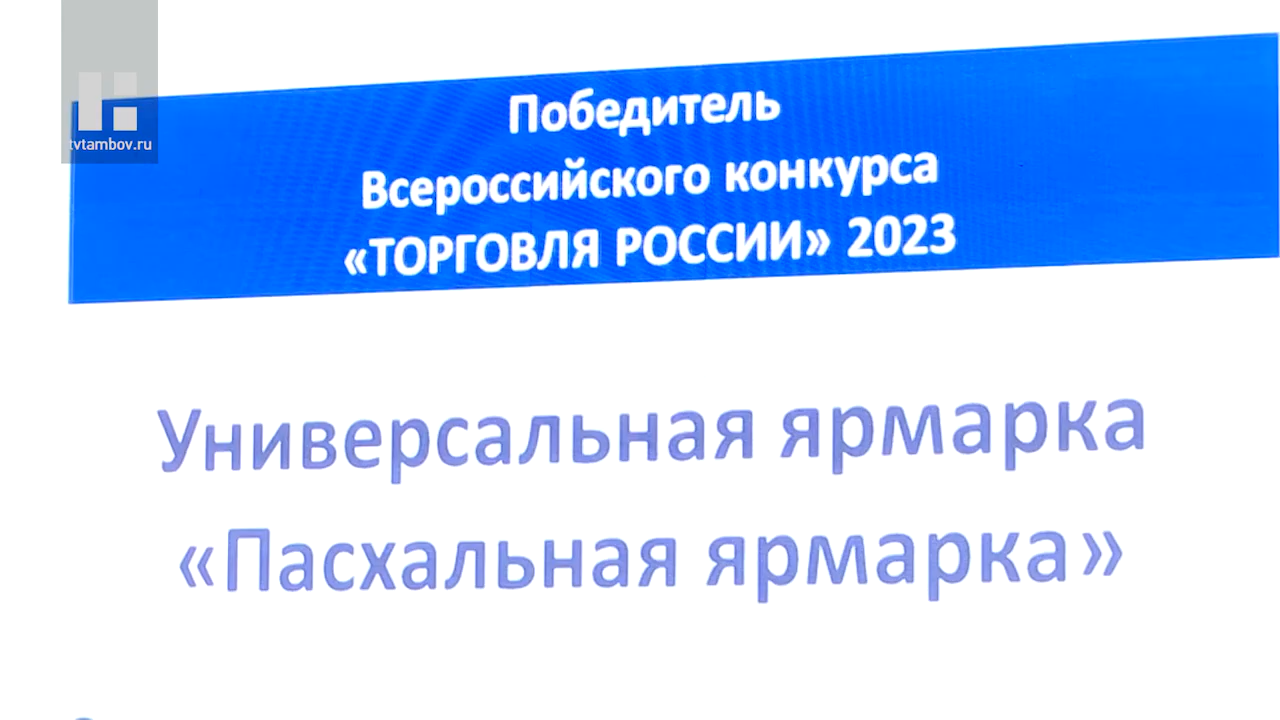 tvtambov.ru
Победитель
Всероссийского конкурса
«ТОРГОВЛЯ РОССИИ» 2023
Универсальная ярмарка
«Пасхальная ярмарка»